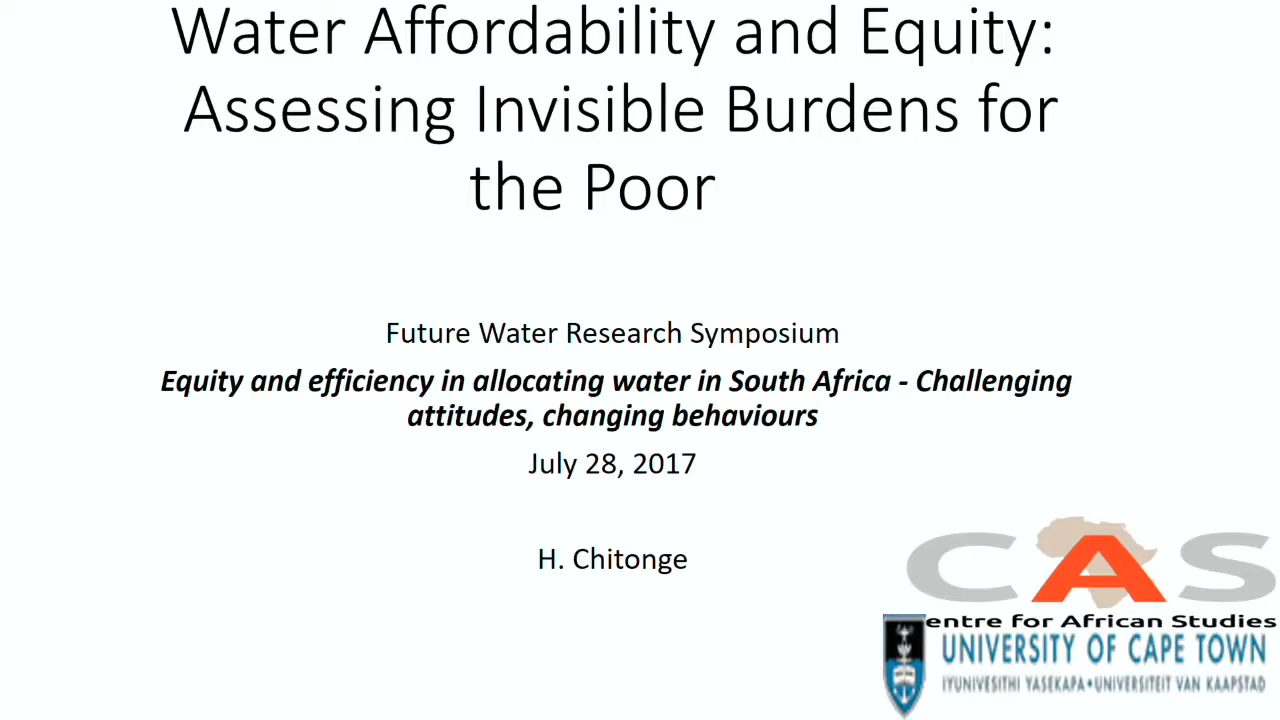 Water Affordability and Equity:
Assessing Invisible Burdens for
the Poor
Future Water Research Symposium
Equity and efficiency in allocating water in South Africa - Challenging
attitudes, changing behaviours
July 28, 2017
H. Chitonge
CAS
entre for African Studies
UNIVERSITY OF CAPE TOWN
IYUNIVESITHI YASEKAPA • UNIVERSITEIT VAN KAAPSTAD